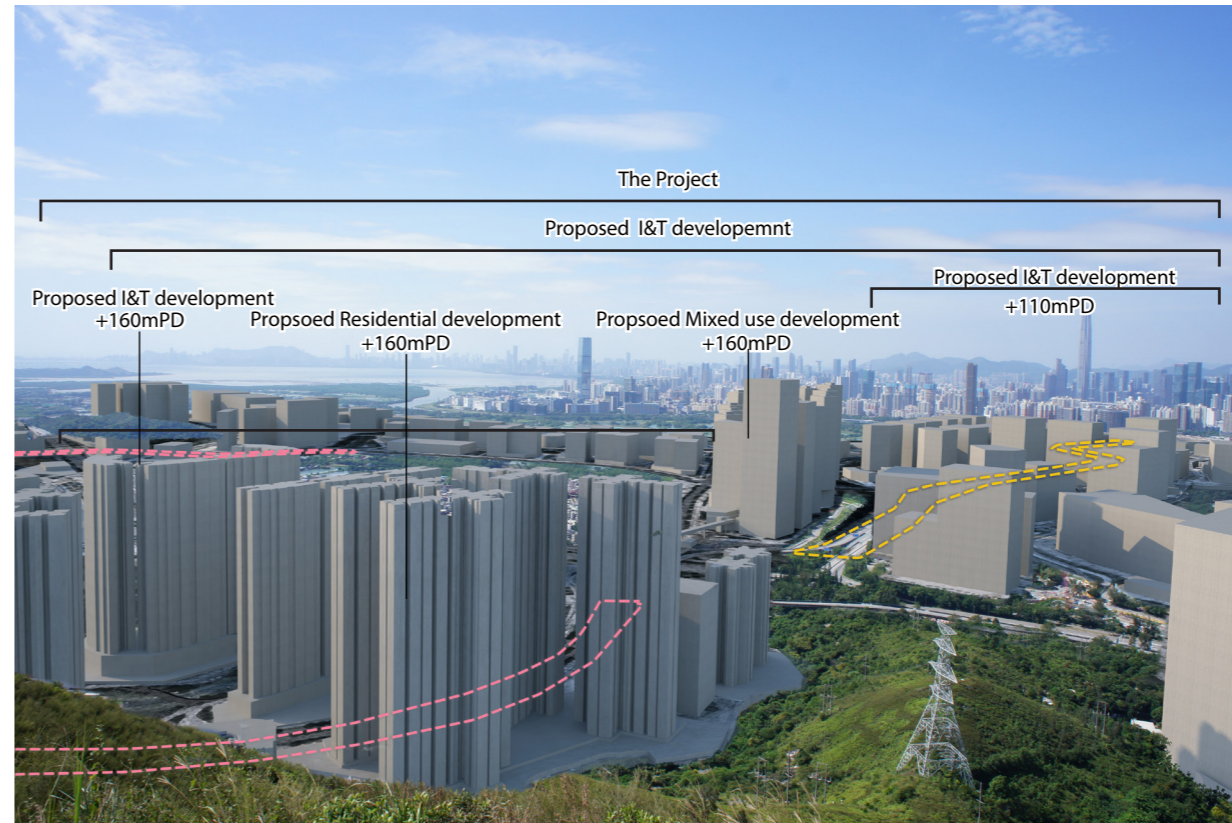 The Project
Proposed I&T developemnt
Proposed I&T development
+110mPD
Proposed I&T development
+160mPD
Propsoed Residential development
+160mPD
Propsoed Mixed use development
+160mPD